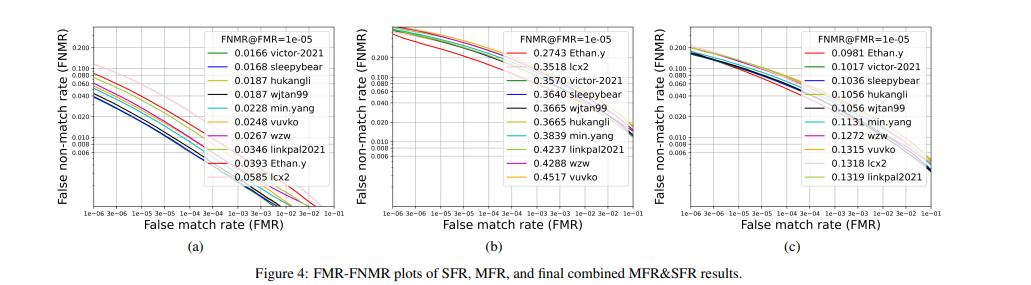 FNMR@FMR=1e-05
0.0166 victor-2021
0.0168 sleepybear
0.0187 hukangli
0.0187 wjtan99
0.0228 min.yang
0.0248 vuvko
0.0267 wzw
0.0346 linkpal2021
0.0393 Ethan.y
0.0585 lcx2
False non-match rate (FNMR)
0.200
0.100
0.080
0.060
0.040
0.020
0.010
0.008
0.006
1e-06 3e-06 1e-05 3e-05 1e-04 3e-04 1e-03 3e-03 1e-02 3e-02 1e-01
False match rate (FMR)
(a)
FNMR@FMR=1e-05
0.2743 Ethan.y
0.3518 lcx2
0.3570 victor-2021
0.3640 sleepybear
0.3665 wjtan99
0.3665 hukangli
0.3839 min.yang
0.4237 linkpal2021
0.4288 wzw
0.4517 vuvko
False non-match rate (FNMR)
0.200
0.100
0.080
0.060
0.040
0.020
0.010
0.008
0.006
1e-06 3e-06 1e-05 3e-05 1e-04 3e-04 1e-03 3e-03 1e-02 3e-02 1e-01
False match rate (FMR)
(b)
FNMR@FMR=1e-05
0.0981 Ethan.y
0.1017 victor-2021
0.1036 sleepybear
0.1056 hukangli
0.1056 wjtan99
0.1131 min.yang
0.1272 wzw
0.1315 vuvko
0.1318 lcx2
0.1319 linkpal2021
False non-match rate (FNMR)
0.200
0.100
0.080
0.060
0.040
0.020
0.010
0.008
0.006
1e-06 3e-06 1e-05 3e-05 1e-04 3e-04 1e-03 3e-03 1e-02 3e-02 1e-01
False match rate (FMR)
(c)
Figure 4: FMR-FNMR plots of SFR, MFR, and final combined MFR&SFR results.